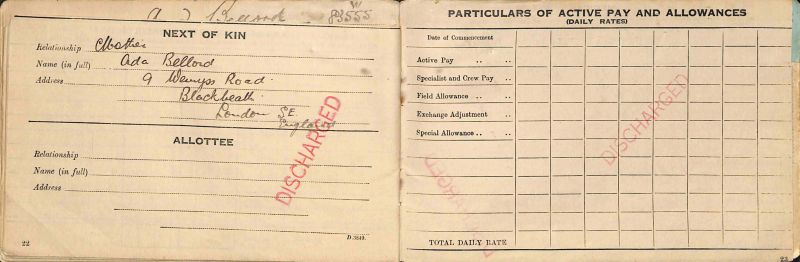 83555
NEXT OF KIN
Relationship Mother
Name (in full) Ada Bellord
Address 9 Wemyss Road.
Blackheath.
London SE
England
DISCHARGED
ALLOTTEE
Relationship
Name (in full)
Address
22
D.3849.
PARTICULARS OF ACTIVE PAY AND ALLOWANCES
(DAILY RATES)
Date of Commencement
Active Pay .. ..
Specialist and Crew Pay ..
Field Allowance .. ..
Exchange Adjustment ..
Special Allowance .. ..
DISCHARGED
DISCHARGED
TOTAL DAILY RATE
23